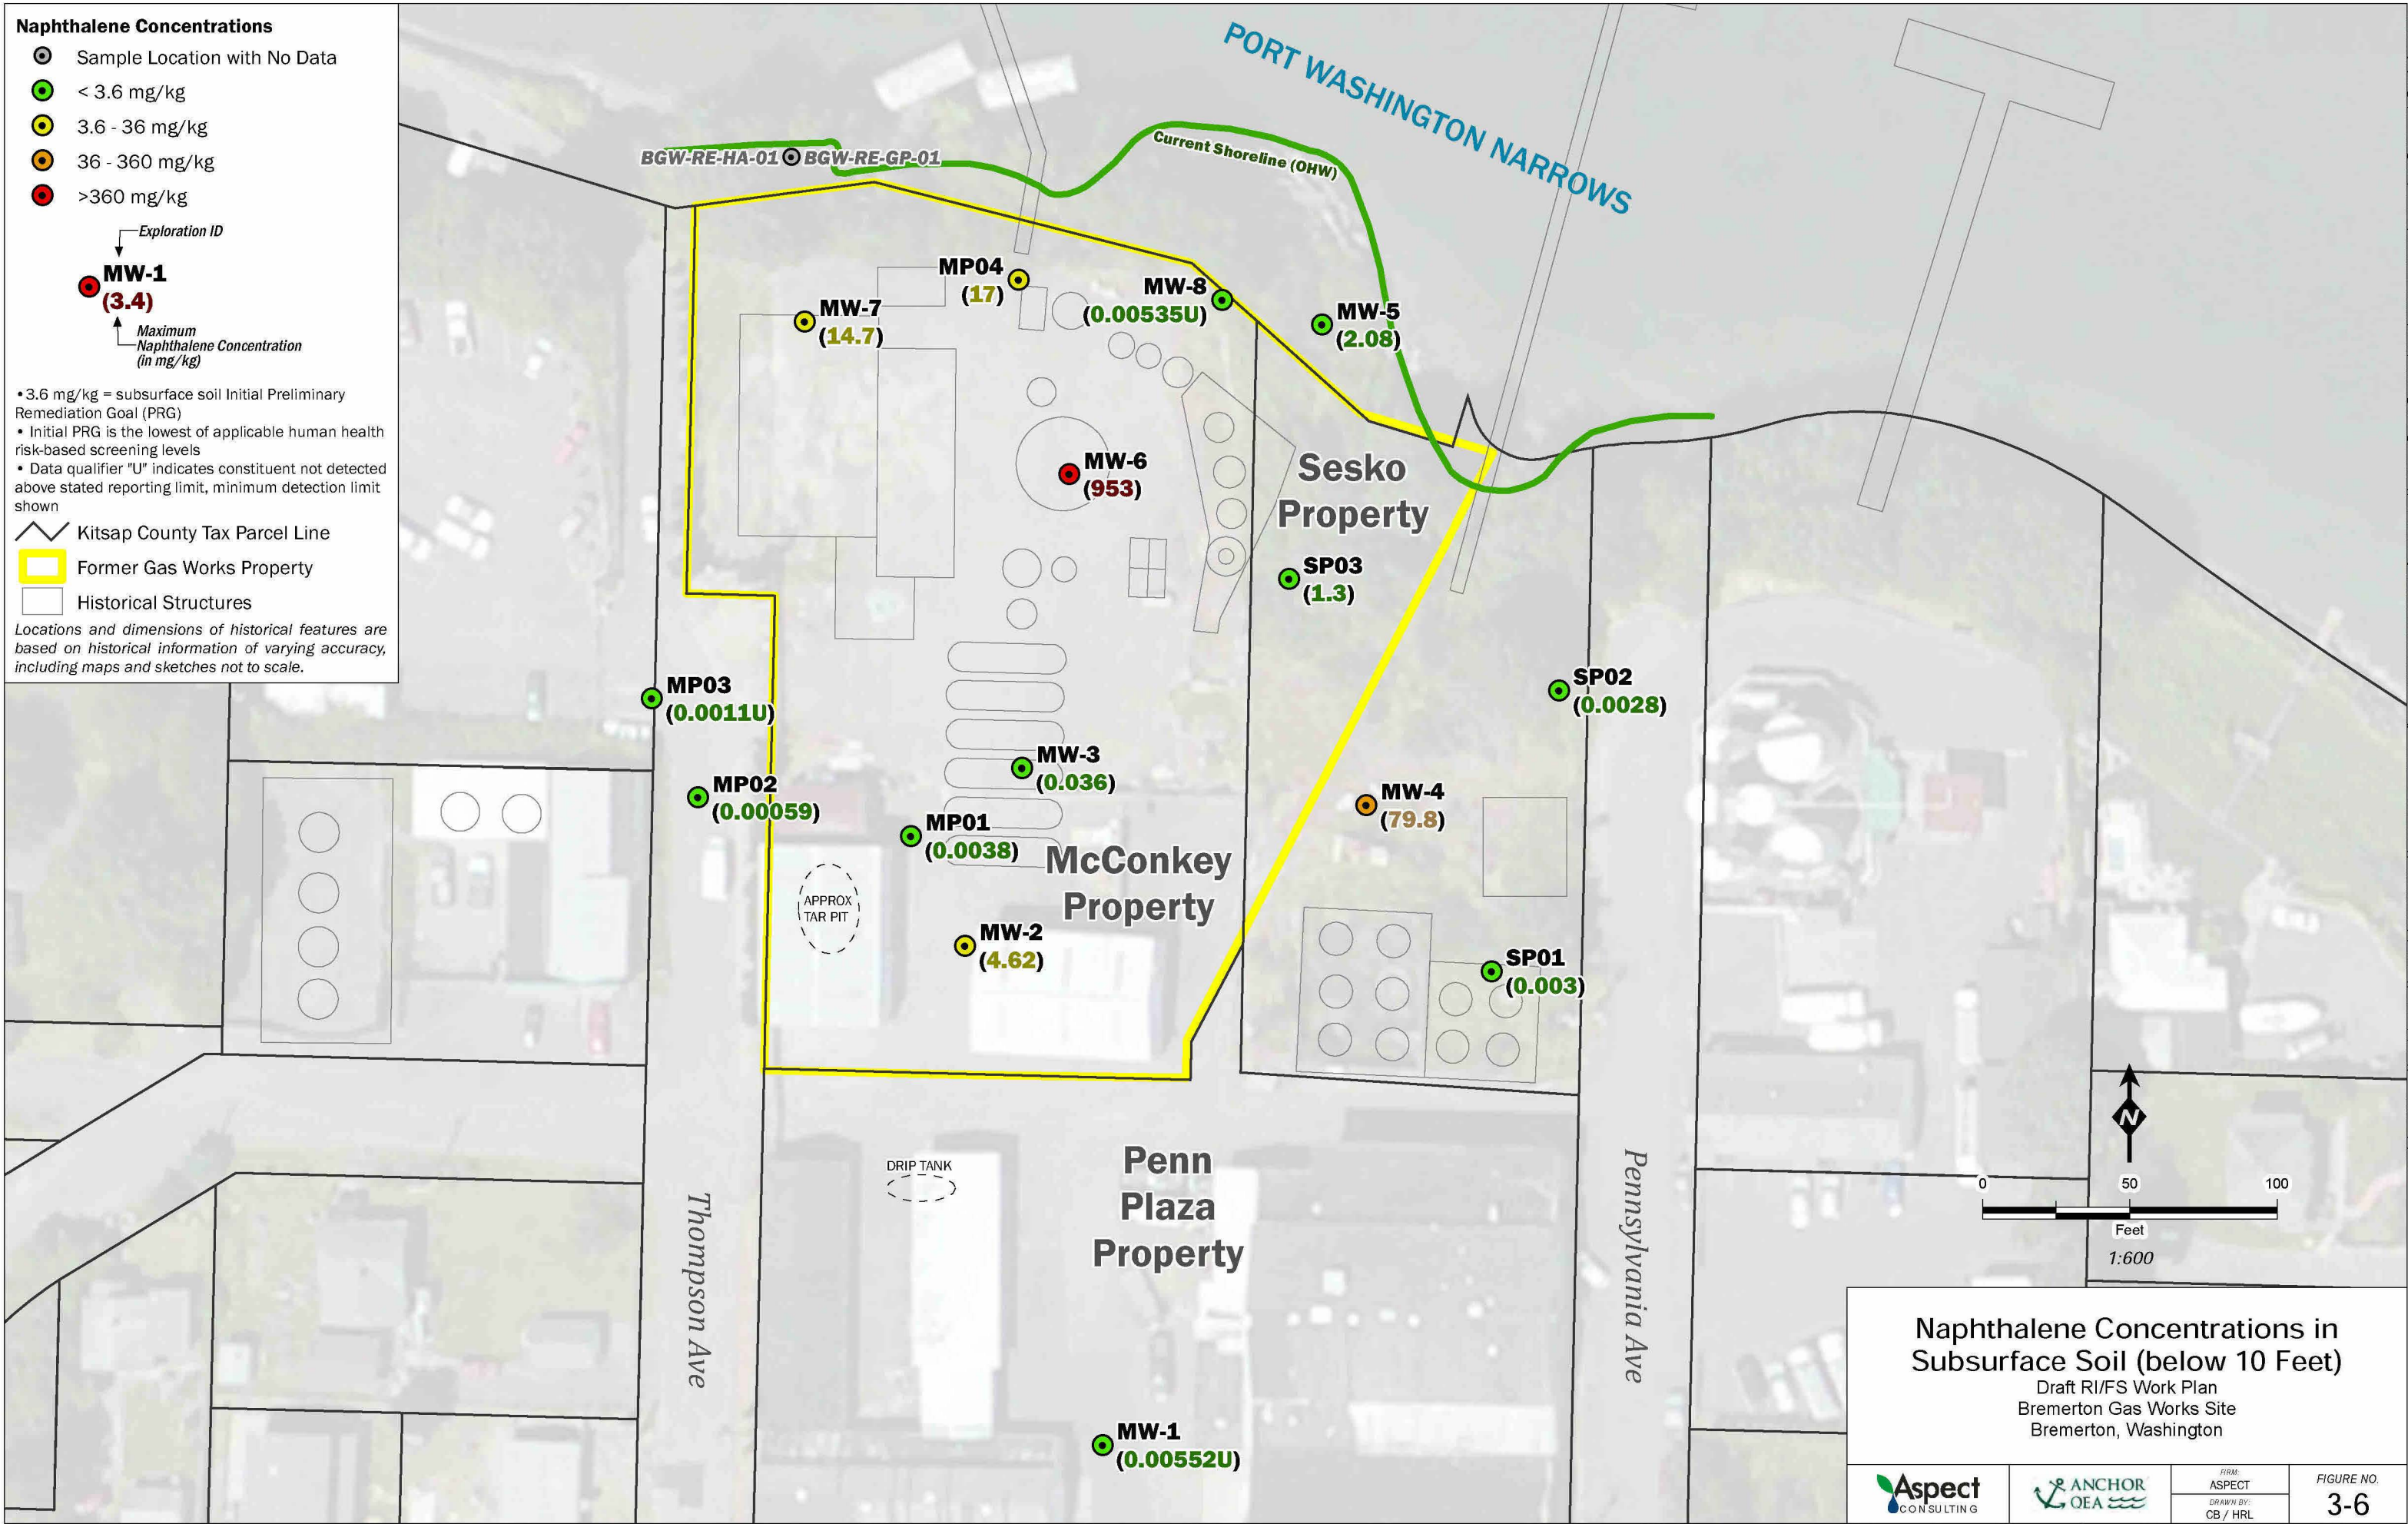 Naphthalene Concentrations
Sample Location with No Data
< 3.6 mg/kg
3.6 - 36 mg/kg
36 - 360 mg/kg
>360 mg/kg
Exploration ID
MW-1
(3.4)
Maximum
Naphthalene Concentration
(in mg/kg)
•3.6 mg/kg = subsurface soil Initial Preliminary
Remediation Goal (PRG)
• Initial PRG is the lowest of applicable human health
risk-based screening levels
• Data qualifier "U" indicates constituent not detected
above stated reporting limit, minimum detection limit
shown
Kitsap County Tax Parcel Line
Former Gas Works Property
Historical Structures
Locations and dimensions of historical features are
based on historical information of varying accuracy,
including maps and sketches not to scale.
PORT WASHINGTON NARROWS
Current Shoreline (OHW)
BGW-RE-HA-01 BGW-RE-GP-01
MP04
(17)
MW-8
(0.00535U)
MW-7
(14.7)
MW-5
(2.08)
MW-6
(953)
Sesko
Property
SP03
(1.3)
MP03
(0.0011U)
SP02
(0.0028)
MW-3
(0.036)
MP02
(0.00059)
MW-4
(79.8)
MP01
(0.0038)
McConkey
Property
APPROX
TAR PIT
MW-2
(4.62)
SP01
(0.003)
DRIP TANK
Penn
Plaza
Property
Thompson Ave
Pennsylvania Ave
MW-1
(0.00552U)
N
0 50 100
Feet
1:600
Naphthalene Concentrations in
Subsurface Soil (below 10 Feet)
Draft RI/FS Work Plan
Bremerton Gas Works Site
Bremerton, Washington
Aspect
CONSULTING
ANCHOR
QEA
FIRM:
ASPECT
DRAWN BY:
CB / HRL
FIGURE NO.
3-6